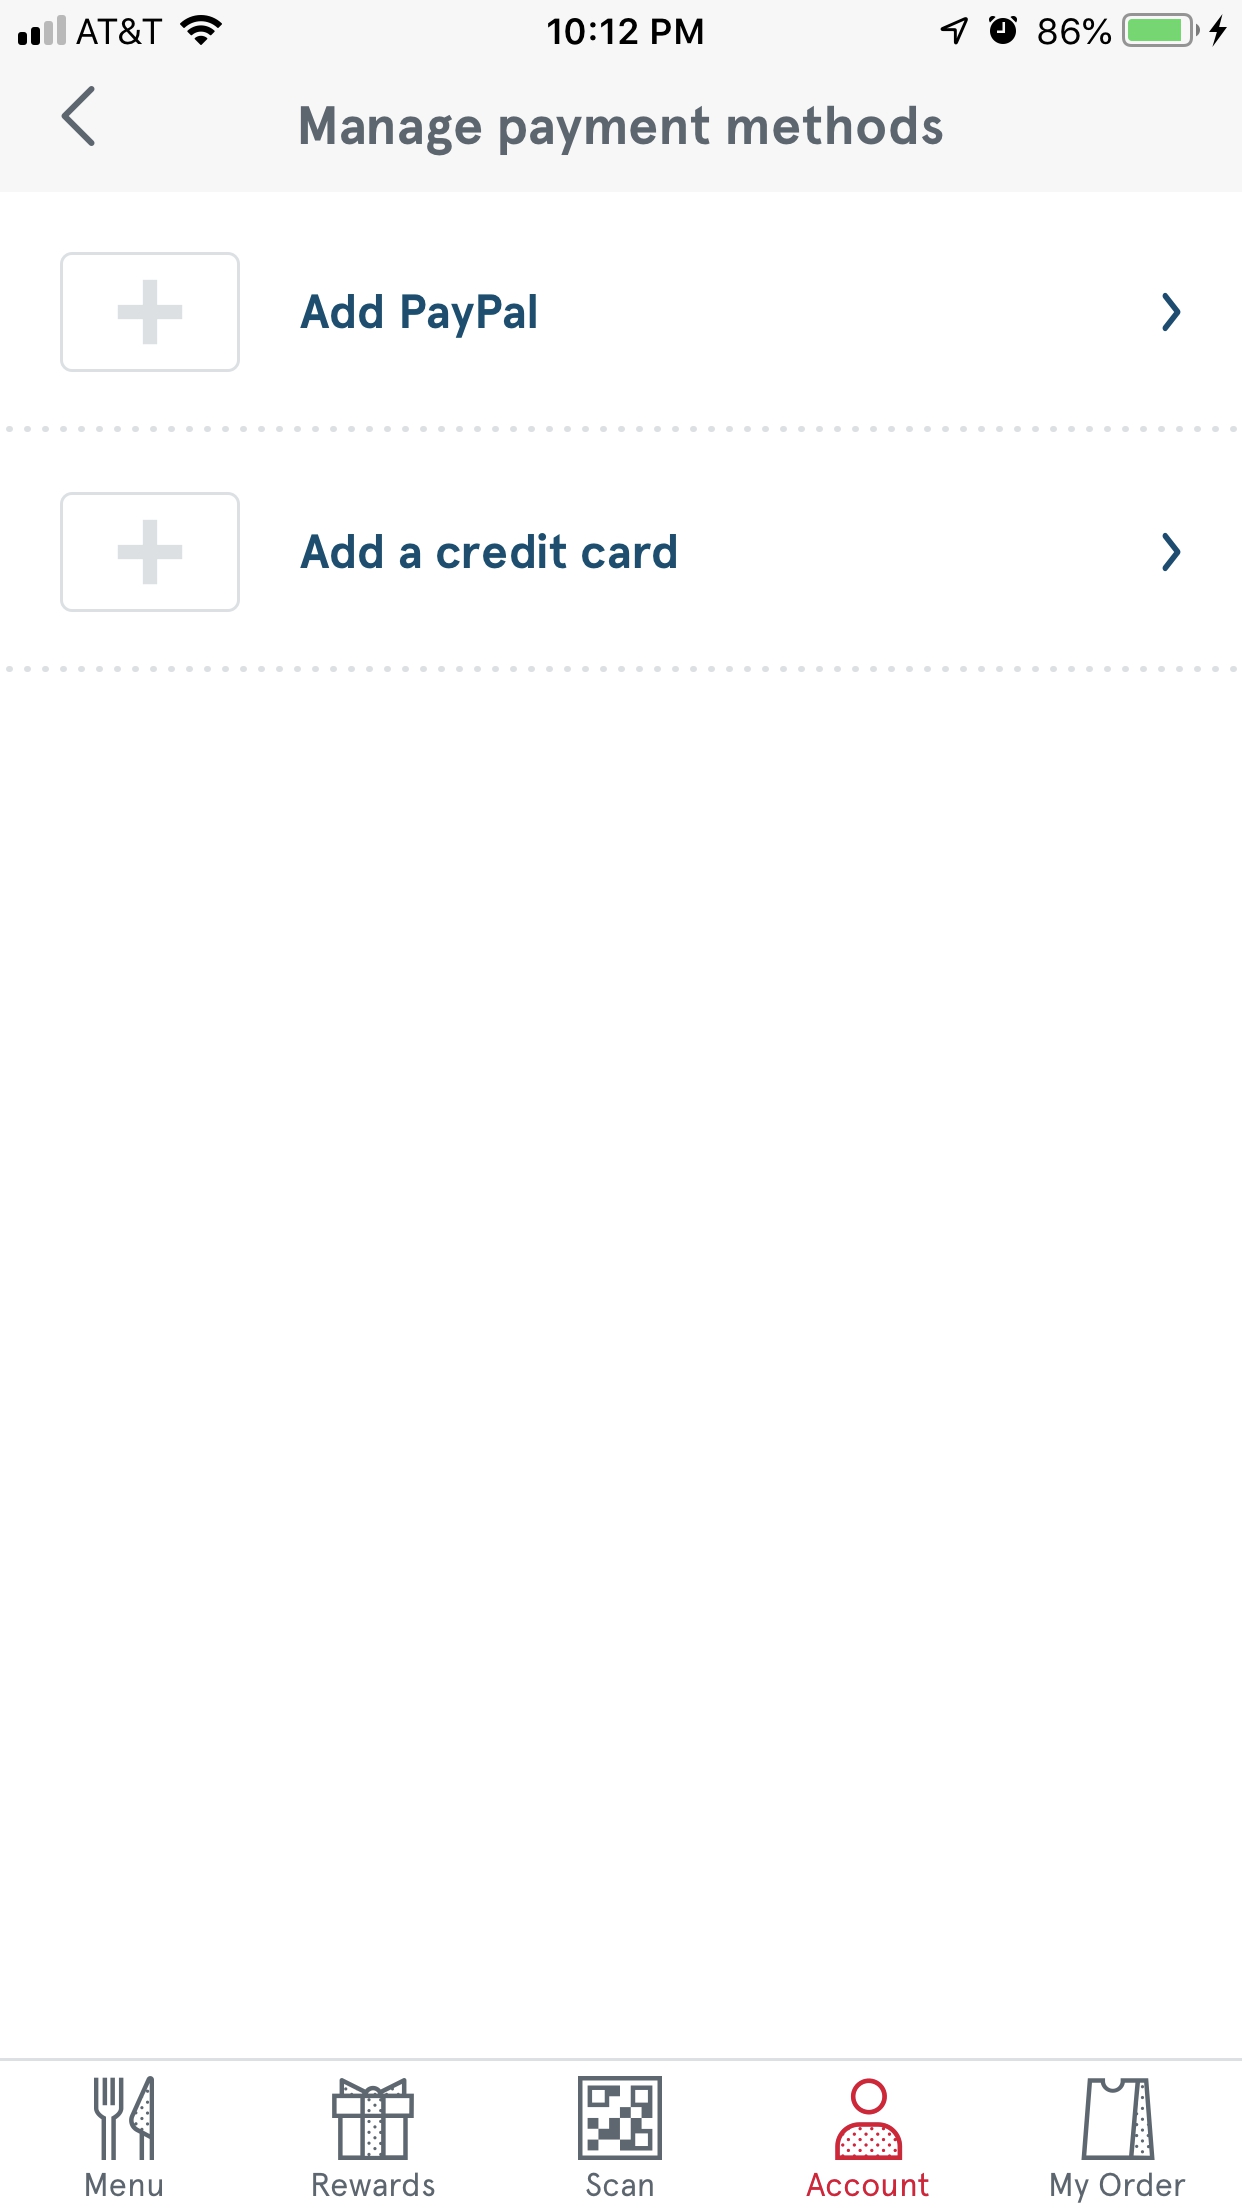 AT&T 10:12 PM 86%
Manage payment methods
Add PayPal
Add a credit card
Menu Rewards Scan Account My Order